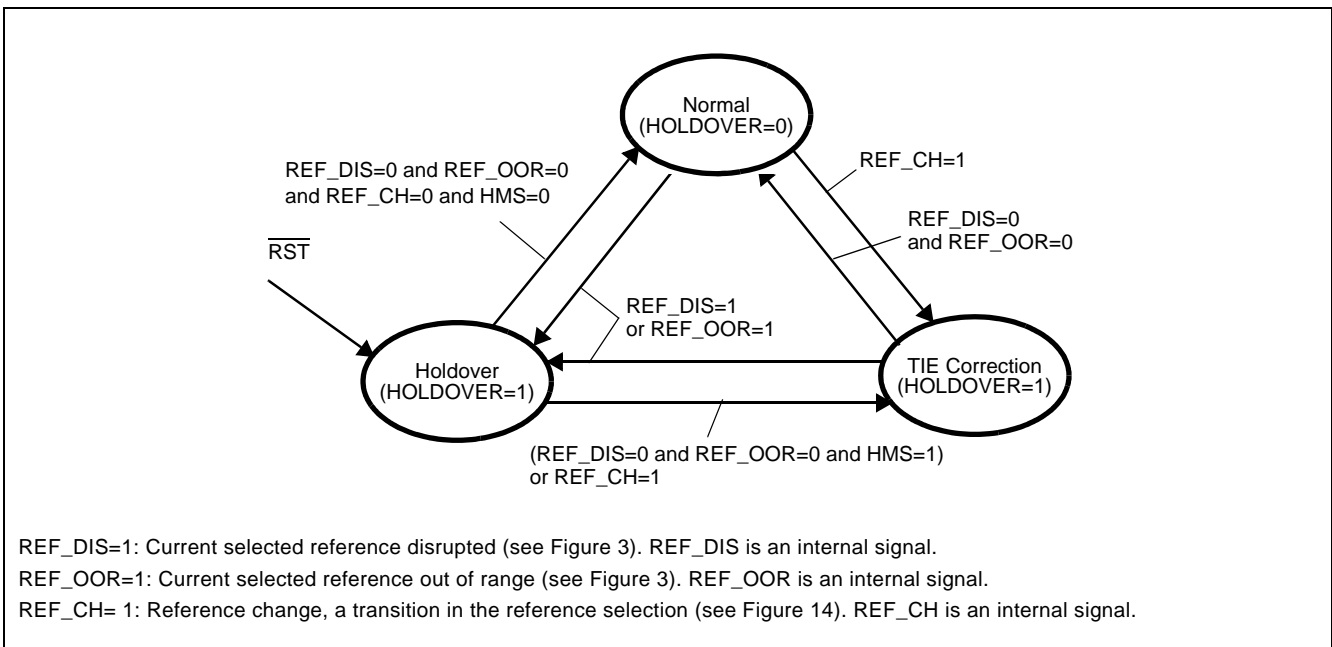 Normal
(HOLDOVER=0)
REF_CH=1
REF_DIS=0 and REF_OOR=0
and REF_CH=0 and HMS=0
REF_DIS=0
and REF_OOR=0
RST
REF_DIS=1
or REF_OOR=1
Holdover
(HOLDOVER=1)
TIE Correction
(HOLDOVER=1)
(REF_DIS=0 and REF_OOR=0 and HMS=1)
or REF_CH=1
REF_DIS=1: Current selected reference disrupted (see Figure 3). REF_DIS is an internal signal.
REF_OOR=1: Current selected reference out of range (see Figure 3). REF_OOR is an internal signal.
REF_CH= 1: Reference change, a transition in the reference selection (see Figure 14). REF_CH is an internal signal.